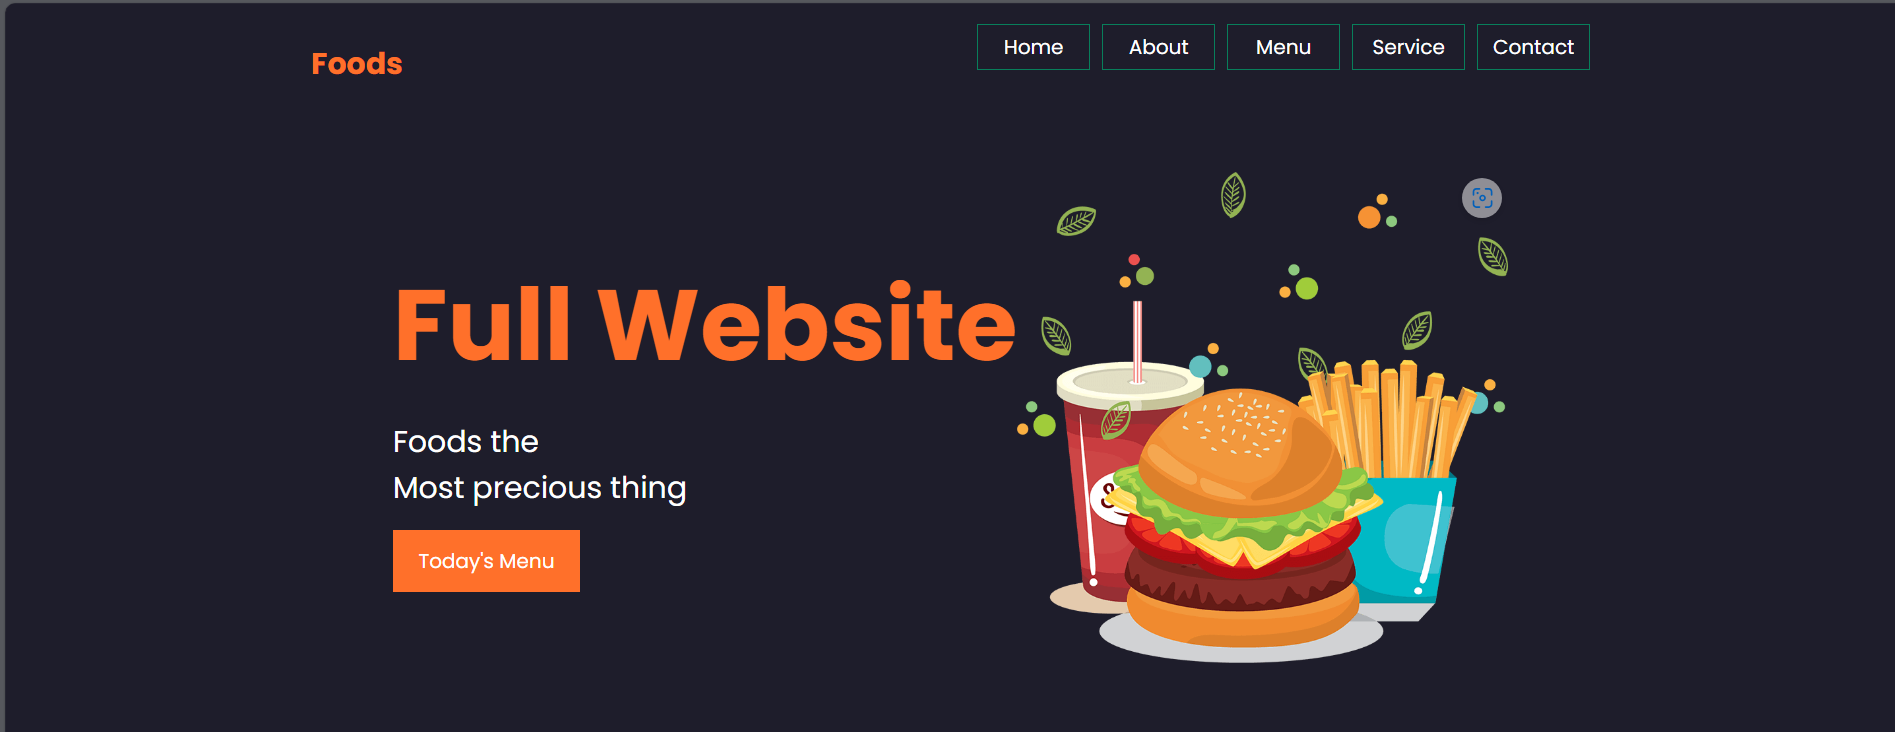 Foods
Home
About
Menu
Service
Contact
Full Website
Foods the
Most precious thing
Today's Menu